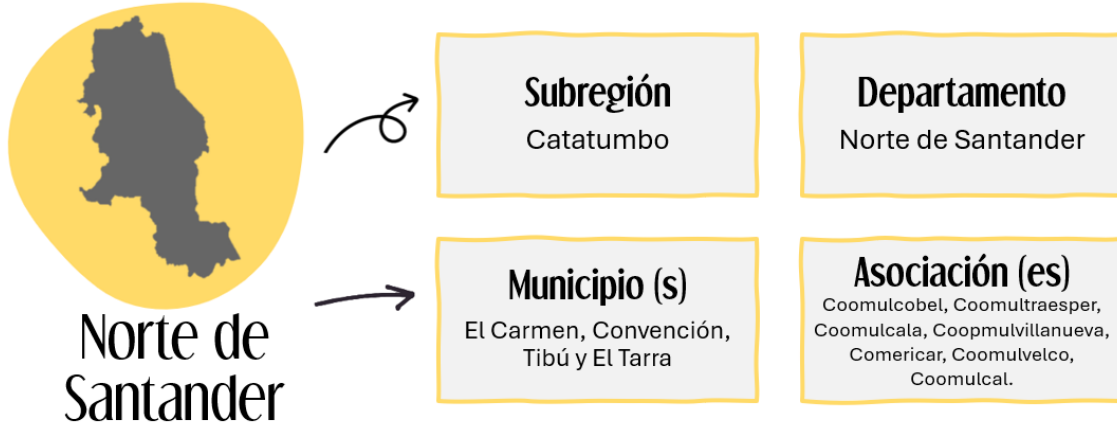 Norte de
Santander
Subregión
Catatumbo
Departamento
Norte de Santander
Municipio (s)
El Carmen, Convención,
Tibú y El Tarra
Asociación (es)
Coomulcobel, Coomultraesper,
Coomulcala, Coopmulvillanueva,
Comericar, Coomulvelco,
Coomulcal.